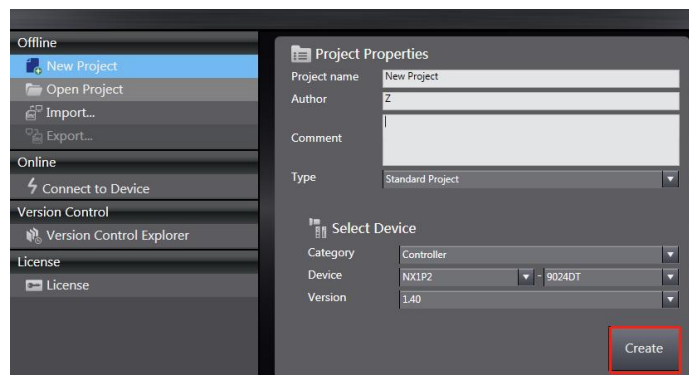 Offline
New Project
Open Project
Import...
Export...
Online
Connect to Device
Version Control
Version Control Explorer
License
License
Project Properties
Project name New Project
Author Z
Comment
Type Standard Project
Select Device
Category Controller
Device NX1P2 - 9024DT
Version 1.40
Create